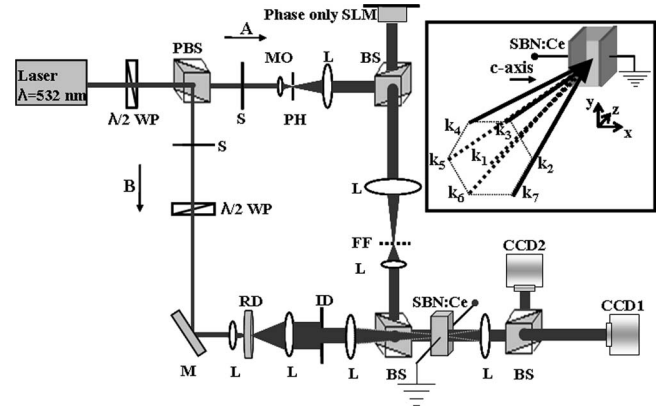 Phase only SLM
A
PBS
MO
L
BS
Laser
λ=532 nm
λ/2 WP
S
PH
S
B
λ/2 WP
L
FF
L
RD
ID
SBN:Ce
CCD2
CCD1
M
L
L
L
BS
L
BS
SBN:Ce
c-axis
y
z
x
k4
k3
k5
k1
k2
k6
k7